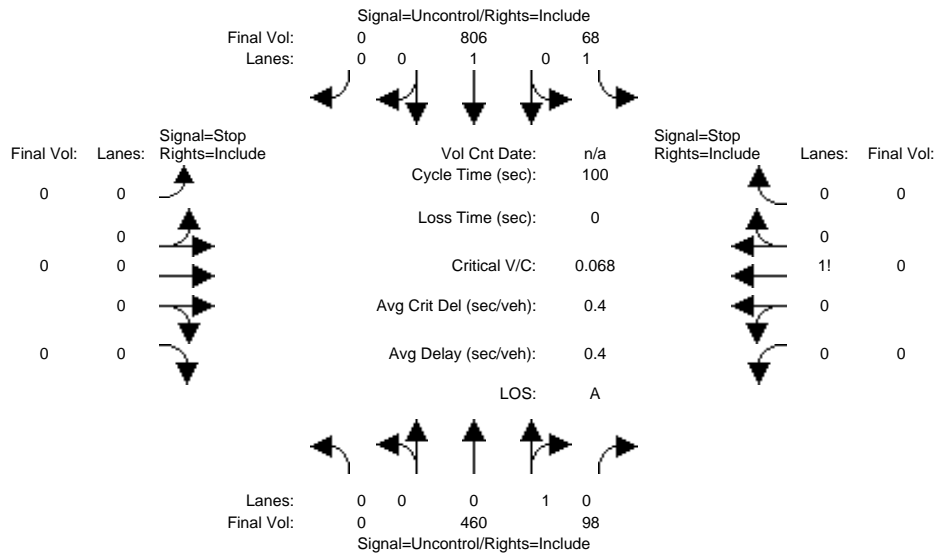 Signal=Uncontrol/Rights=Include
Final Vol: 0 806 68
Lanes: 0 0 1 0 1
Signal=Stop Signal=Stop
Final Vol: Lanes: Rights=Include Vol Cnt Date: n/a Rights=Include Lanes: Final Vol:
Cycle Time (sec): 100
0 0 0 0
Loss Time (sec): 0
0 0
0 0 Critical V/C: 0.068 1! 0
0 Avg Crit Del (sec/veh): 0.4 0
0 0 Avg Delay (sec/veh): 0.4 0 0
LOS: A
Lanes: 0 0 0 1 0
Final Vol: 0 460 98
Signal=Uncontrol/Rights=Include